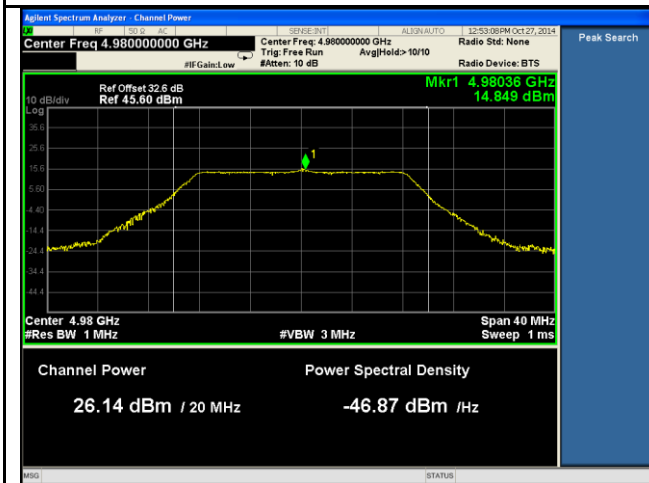 Agilent Spectrum Analyzer - Channel Power
RF 50 Ω AC SENSE:INT ALIGNAUTO 12:53:08PM Oct 27, 2014
Center Freq 4.980000000 GHz Center Freq: 4.980000000 GHz Radio Std: None
Trig: Free Run Avg|Hold:> 10/10
#IFGain:Low #Atten: 10 dB Radio Device: BTS
Peak Search
Ref Offset 32.6 dB Mkr1 4.98036 GHz
10 dB/div Ref 45.60 dBm 14.849 dBm
Log
35.6
25.6
15.6
5.60
-4.40
-14.4
-24.4
-34.4
-44.4
1
Center 4.98 GHz Span 40 MHz
#Res BW 1 MHz #VBW 3 MHz Sweep 1 ms
Channel Power Power Spectral Density
26.14 dBm / 20 MHz -46.87 dBm /Hz
MSG STATUS